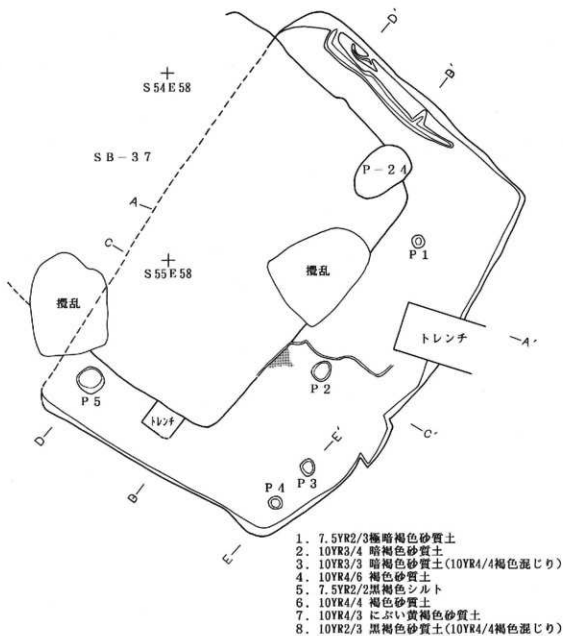 D'
B'
S54E58
SB-37
P-24
A
C
P1
S55E58
攪乱
攪乱
トレンチ
A'
P5
P2
トレンチ
C'
D
E'
B
P3
P4
E
1. 7.5YR2/3極暗褐色砂質土
2. 10YR3/4 暗褐色砂質土
3. 10YR3/3 暗褐色砂質土(10YR4/4褐色混じり)
4. 10YR4/6 褐色砂質土
5. 7.5YR2/2黒褐色シルト
6. 10YR4/4 褐色砂質土
7. 10YR4/3 にぶい黄褐色砂質土
8. 10YR2/3 黒褐色砂質土(10YR4/4褐色混じり)